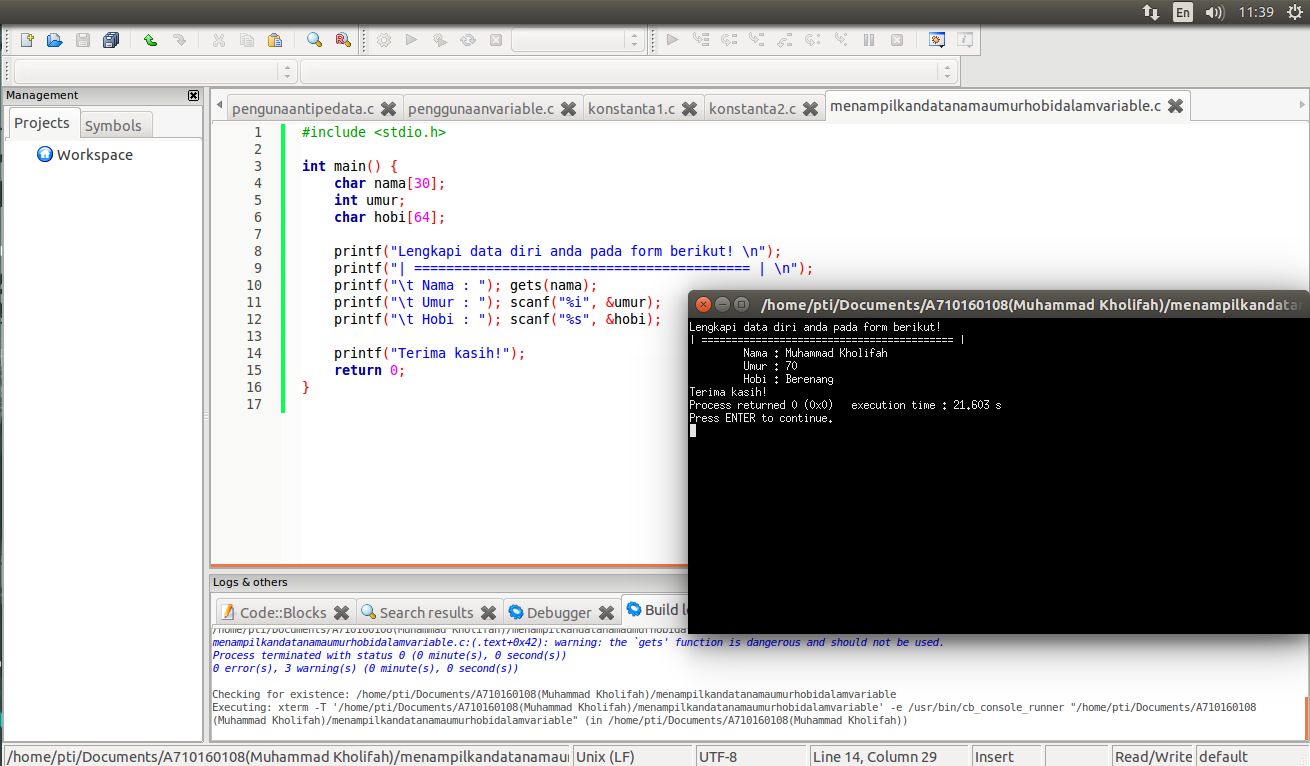 En 11:39
Management
Projects
Symbols
Workspace
pengunaantipedata.c penggunaanvariable.c konstanta1.c konstanta2.c menampilkandatanamaumurhobidalamvariable.c
1 #include <stdio.h>
2
3 int main() {
4 char nama[30];
5 int umur;
6 char hobi[64];
7
8 printf("Lengkapi data diri anda pada form berikut! \n");
9 printf("| ========================================== | \n");
10 printf("\t Nama : "); gets(nama);
11 printf("\t Umur : "); scanf("%i", &umur);
12 printf("\t Hobi : "); scanf("%s", &hobi);
13
14 printf("Terima kasih!");
15 return 0;
16 }
17
/home/pti/Documents/A710160108(Muhammad Kholifah)/menampilkandatana
Lengkapi data diri anda pada form berikut!
| ========================================== |
Nama : Muhammad Kholifah
Umur : 70
Hobi : Berenang
Terima kasih!
Process returned 0 (0x0) execution time : 21.603 s
Press ENTER to continue.
Logs & others
Code::Blocks Search results Debugger Build lo
/home/pti/Documents/A710160108(Muhammad Kholifah)/menampilkandatanamaumurhobida
menampilkandatanamaumurhobidalamvariable.c:(.text+0x42): warning: the `gets' function is dangerous and should not be used.
Process terminated with status 0 (0 minute(s), 0 second(s))
0 error(s), 3 warning(s) (0 minute(s), 0 second(s))
Checking for existence: /home/pti/Documents/A710160108(Muhammad Kholifah)/menampilkandatanamaumurhobidalamvariable
Executing: xterm -T '/home/pti/Documents/A710160108(Muhammad Kholifah)/menampilkandatanamaumurhobidalamvariable' -e /usr/bin/cb_console_runner "/home/pti/Documents/A710160108
(Muhammad Kholifah)/menampilkandatanamaumurhobidalamvariable" (in /home/pti/Documents/A710160108(Muhammad Kholifah))
/home/pti/Documents/A710160108(Muhammad Kholifah)/menampilkandatanamaumu Unix (LF) UTF-8 Line 14, Column 29 Insert Read/Write default